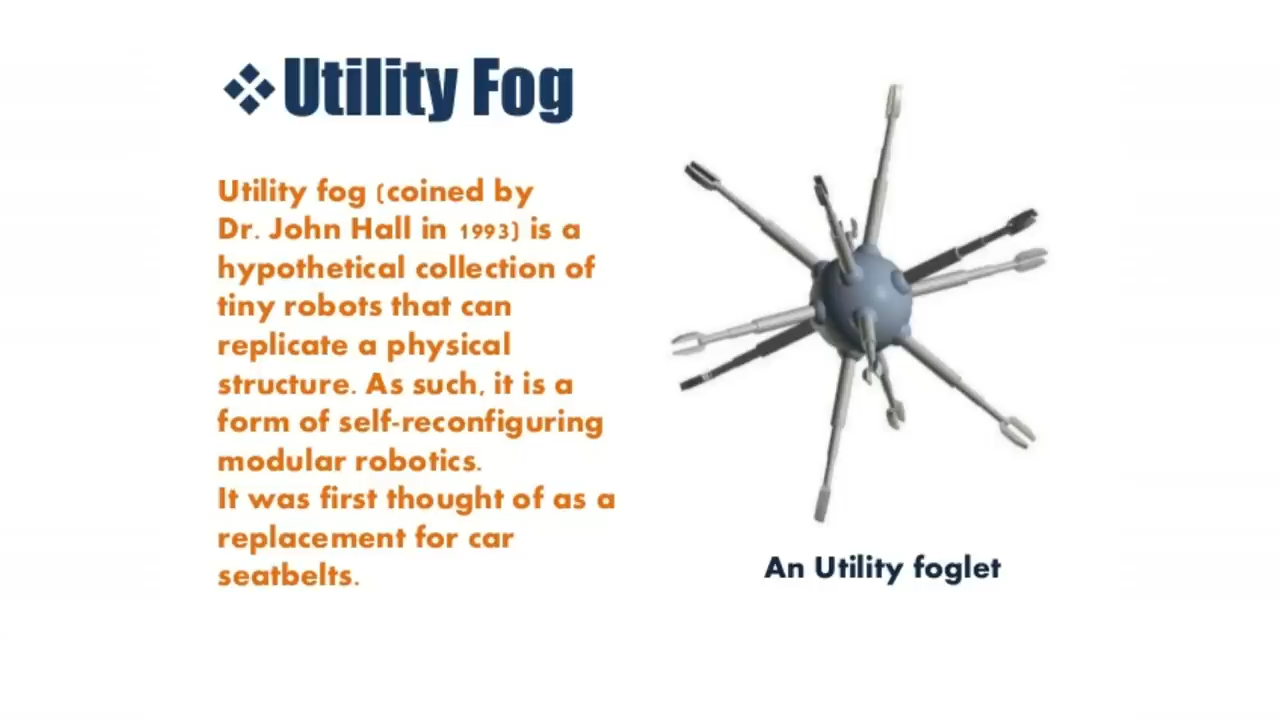 ❖Utility Fog
Utility fog (coined by
Dr. John Hall in 1993) is a
hypothetical collection of
tiny robots that can
replicate a physical
structure. As such, it is a
form of self-reconfiguring
modular robotics.
It was first thought of as a
replacement for car
seatbelts.
An Utility foglet